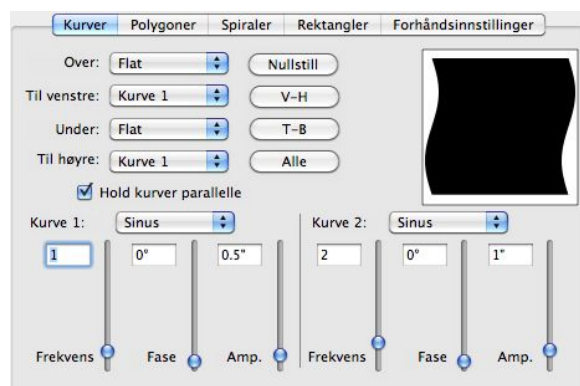 Kurver Polygoner Spiraler Rektangler Forhåndsinnstillinger
Over: Flat Nullstill
Til venstre: Kurve 1 V-H
Under: Flat T-B
Til høyre: Kurve 1 Alle
Hold kurver parallelle
Kurve 1: Sinus Kurve 2: Sinus
1 0° 0.5" 2 0° 1"
Frekvens Fase Amp. Frekvens Fase Amp.